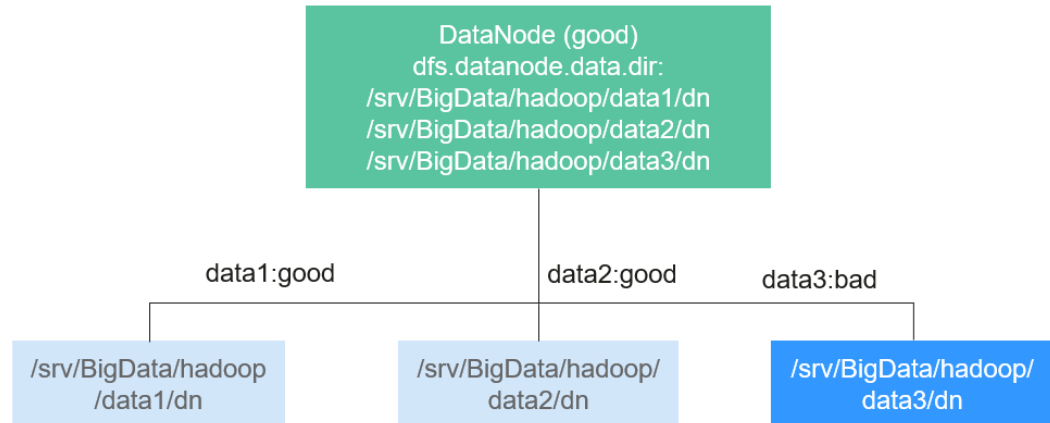 DataNode (good)
dfs.datanode.data.dir:
/srv/BigData/hadoop/data1/dn
/srv/BigData/hadoop/data2/dn
/srv/BigData/hadoop/data3/dn
data1:good
data2:good
data3:bad
/srv/BigData/hadoop
/data1/dn
/srv/BigData/hadoop/
data2/dn
/srv/BigData/hadoop/
data3/dn